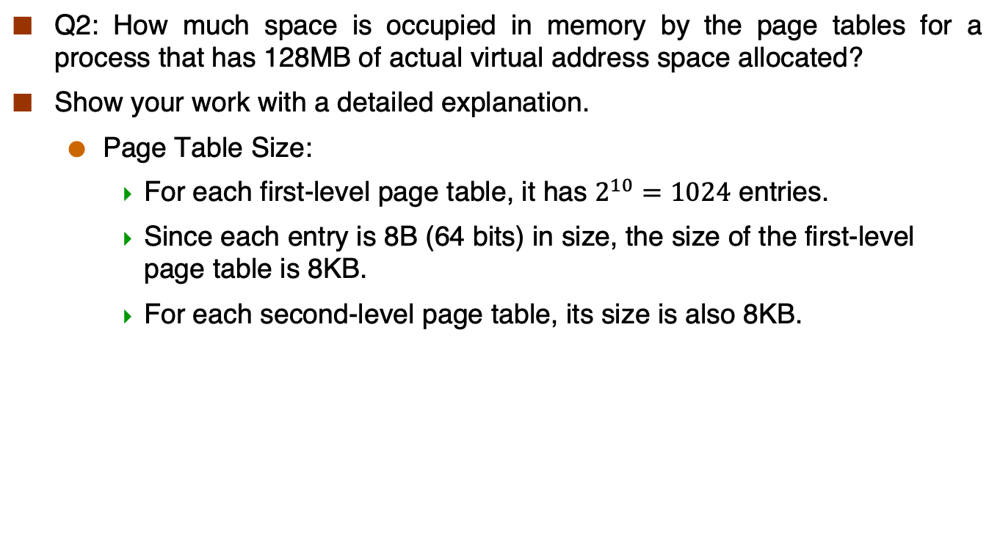 Q2: How much space is occupied in memory by the page tables for a
process that has 128MB of actual virtual address space allocated?
Show your work with a detailed explanation.
Page Table Size:
For each first-level page table, it has 2¹⁰ = 1024 entries.
Since each entry is 8B (64 bits) in size, the size of the first-level
page table is 8KB.
For each second-level page table, its size is also 8KB.